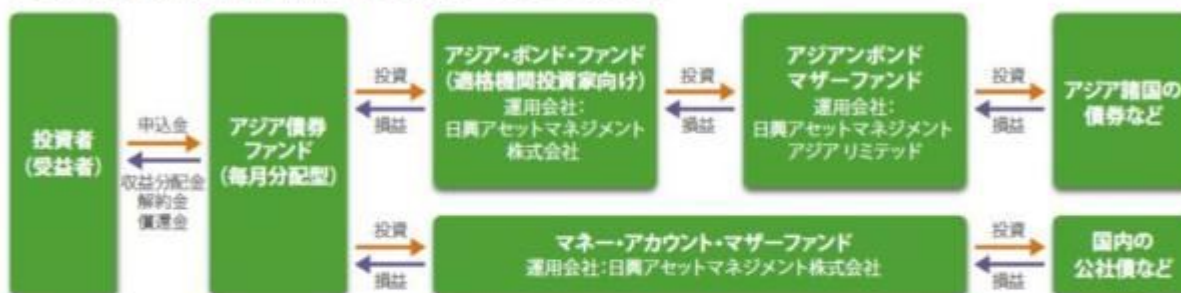 投資者
(受益者)
申込金
収益分配金
解約金
償還金
アジア債券
ファンド
(毎月分配型)
投資
損益
アジア・ボンド・ファンド
(適格機関投資家向け)
運用会社:
日興アセットマネジメント
株式会社
投資
損益
アジアンボンド
マザーファンド
運用会社:
日興アセットマネジメント
アジア リミテッド
投資
損益
アジア諸国の
債券など
投資
損益
マネー・アカウント・マザーファンド
運用会社:日興アセットマネジメント株式会社
投資
損益
国内の
公社債など